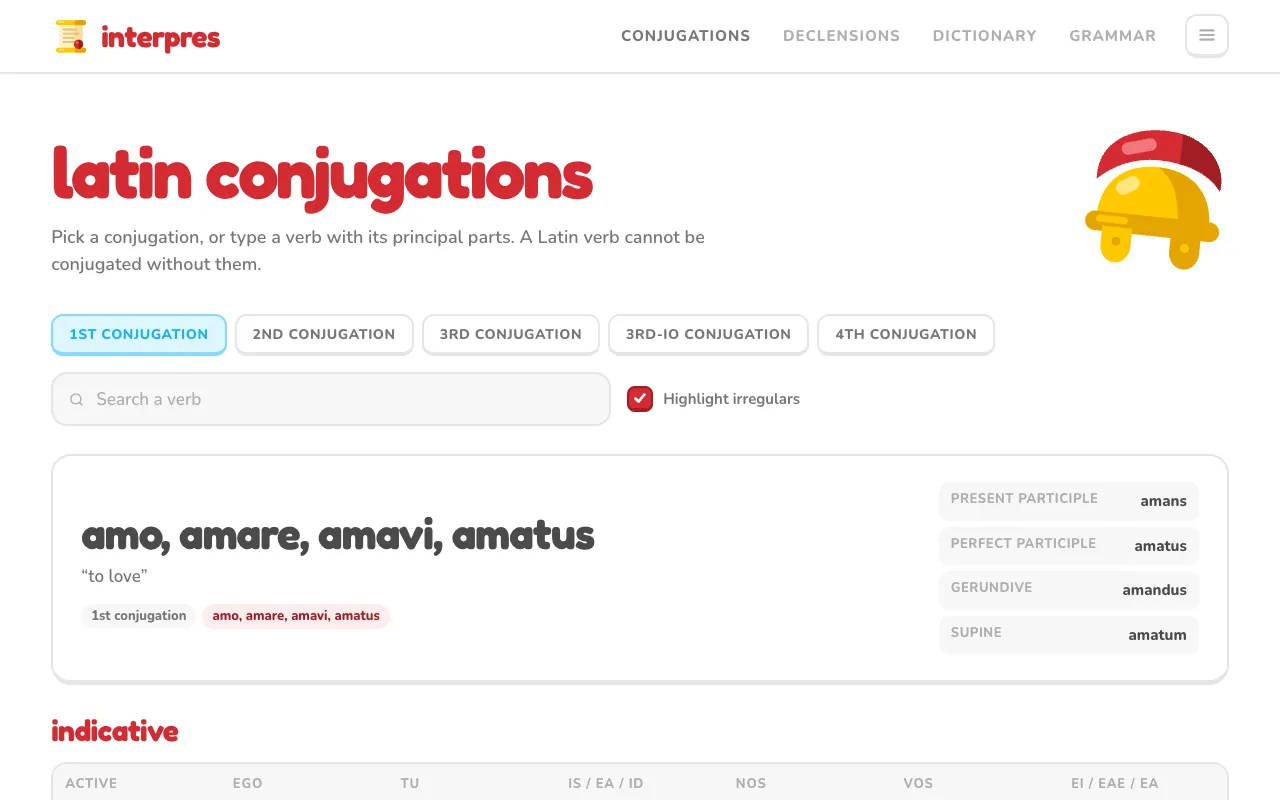 interpres
CONJUGATIONS DECLENSIONS DICTIONARY GRAMMAR
latin conjugations
Pick a conjugation, or type a verb with its principal parts. A Latin verb cannot be
conjugated without them.
1ST CONJUGATION 2ND CONJUGATION 3RD CONJUGATION 3RD-IO CONJUGATION 4TH CONJUGATION
Search a verb
Highlight irregulars
amo, amare, amavi, amatus
“to love”
1st conjugation amo, amare, amavi, amatus
PRESENT PARTICIPLE amans
PERFECT PARTICIPLE amatus
GERUNDIVE amandus
SUPINE amatum
indicative
ACTIVE EGO TU IS / EA / ID NOS VOS EI / EAE / EA